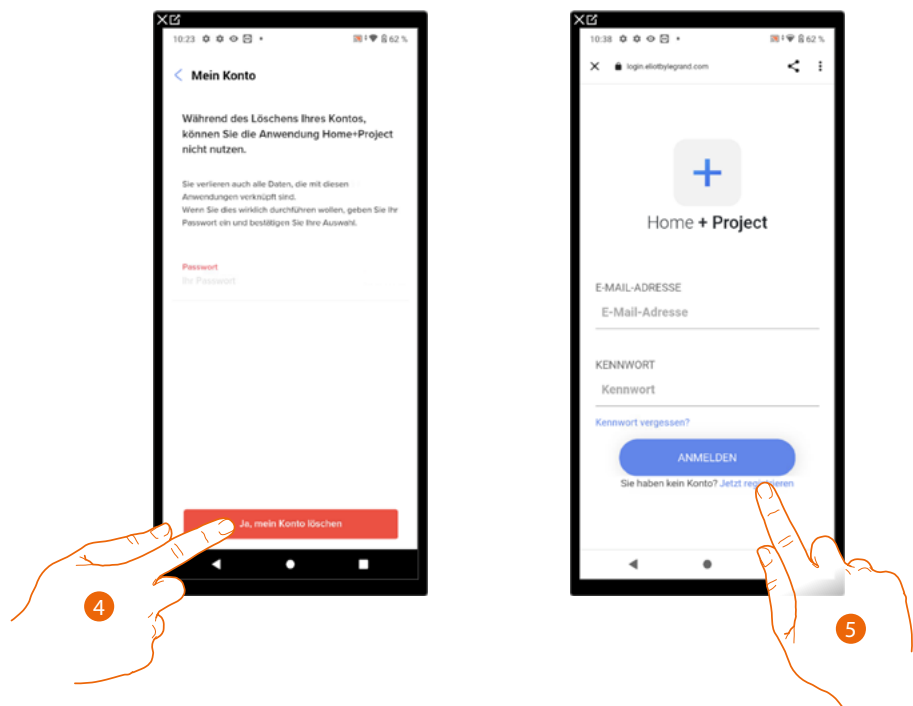 10:23
62 %
Mein Konto
Während des Löschens Ihres Kontos,
können Sie die Anwendung Home+Project
nicht nutzen.
Sie verlieren auch alle Daten, die mit diesen
Anwendungen verknüpft sind.
Wenn Sie dies wirklich durchführen wollen, geben Sie Ihr
Passwort ein und bestätigen Sie Ihre Auswahl.
Passwort
Ihr Passwort
Ja, mein Konto löschen
4
10:38
62 %
login.eliotbylegrand.com
Home + Project
E-MAIL-ADRESSE
E-Mail-Adresse
KENNWORT
Kennwort
Kennwort vergessen?
ANMELDEN
Sie haben kein Konto? Jetzt registrieren
5